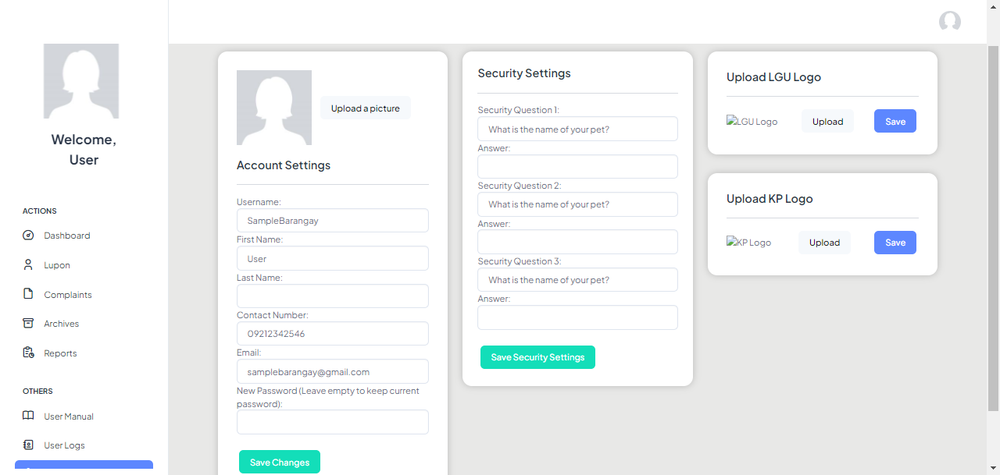 Welcome,
User
ACTIONS
Dashboard
Lupon
Complaints
Archives
Reports
OTHERS
User Manual
User Logs
Upload a picture
Account Settings
Username:
SampleBarangay
First Name:
User
Last Name:
Contact Number:
09212342546
Email:
samplebarangay@gmail.com
New Password (Leave empty to keep current
password):
Save Changes
Security Settings
Security Question 1:
What is the name of your pet?
Answer:
Security Question 2:
What is the name of your pet?
Answer:
Security Question 3:
What is the name of your pet?
Answer:
Save Security Settings
Upload LGU Logo
LGU Logo Upload Save
Upload KP Logo
KP Logo Upload Save